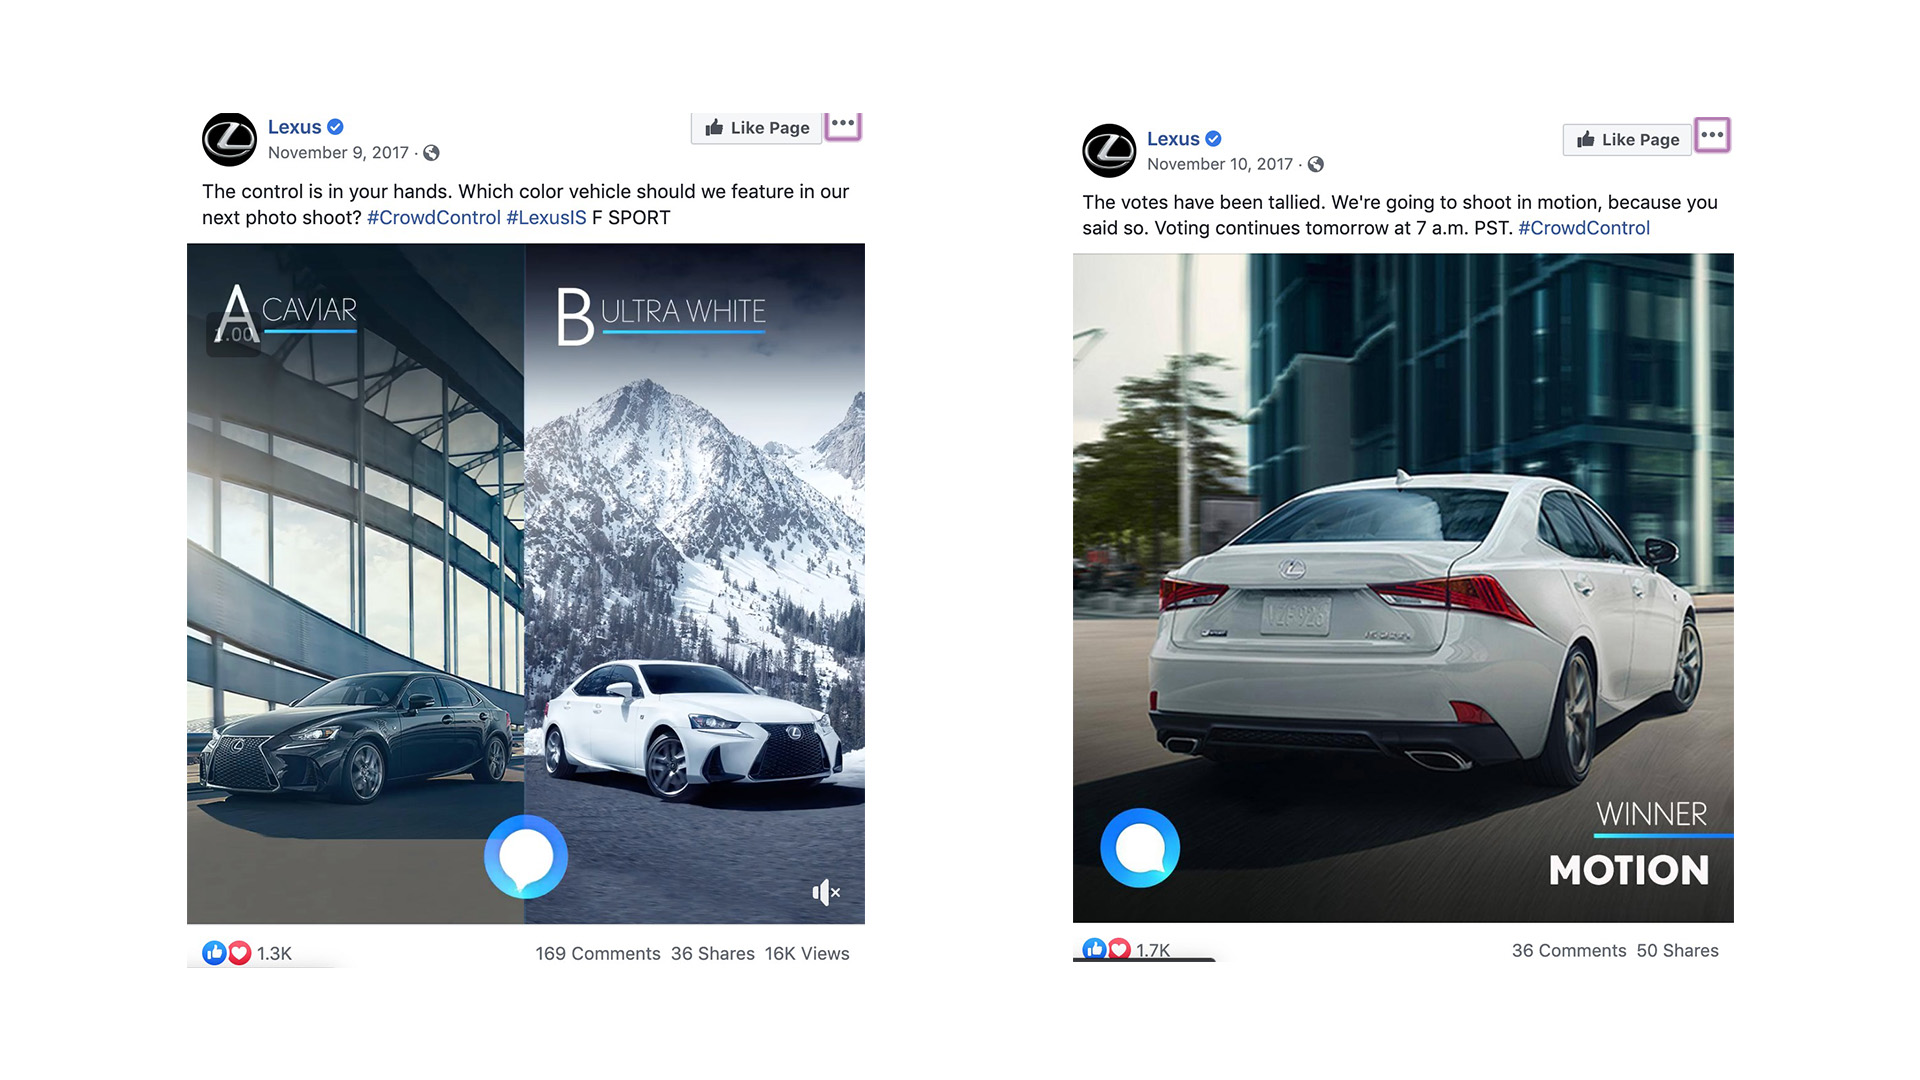 Lexus
Like Page
November 9, 2017 ·
The control is in your hands. Which color vehicle should we feature in our
next photo shoot? #CrowdControl #LexusIS F SPORT
A CAVIAR
1.00
B ULTRA WHITE
1.3K
169 Comments 36 Shares 16K Views
Lexus
Like Page
November 10, 2017 ·
The votes have been tallied. We're going to shoot in motion, because you
said so. Voting continues tomorrow at 7 a.m. PST. #CrowdControl
WINNER
MOTION
1.7K
36 Comments 50 Shares